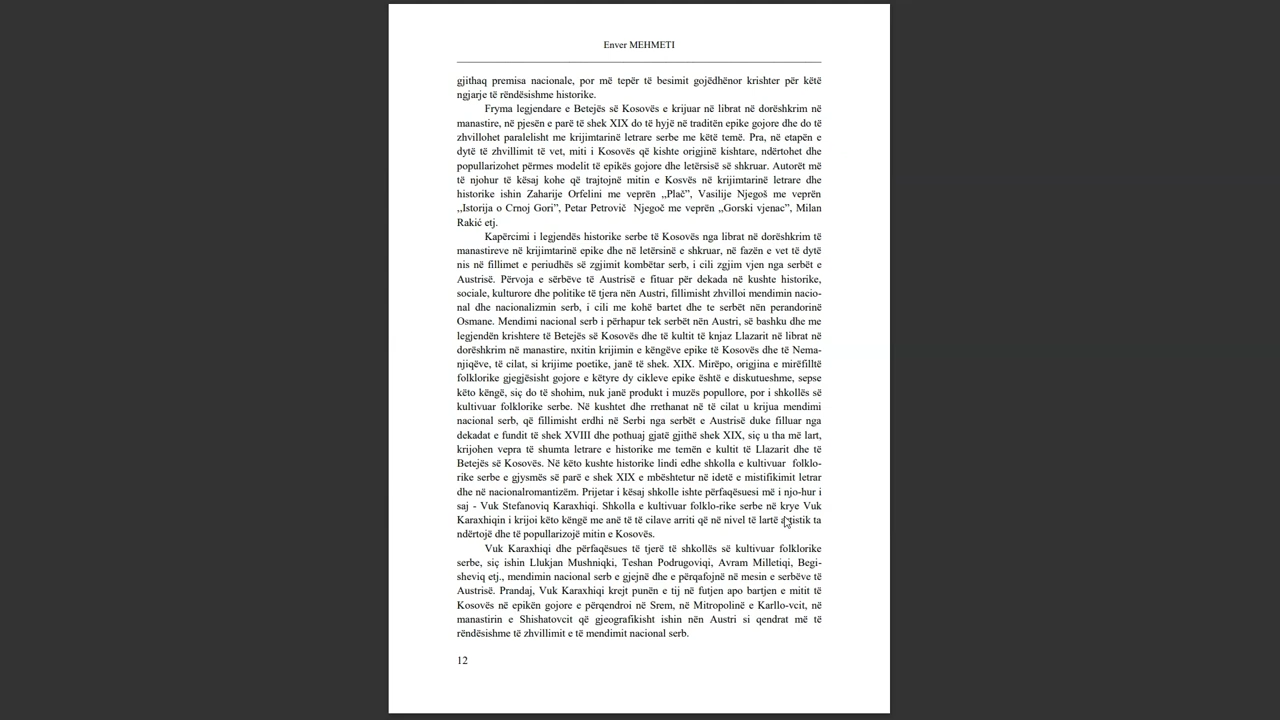 Enver MEHMETI
gjithaq premisa nacionale, por më tepër të besimit gojëdhënor krishter për këtë
ngjarje të rëndësishme historike.
Fryma legjendare e Betejës së Kosovës e krijuar në librat në dorëshkrim në
manastire, në pjesën e parë të shek XIX do të hyjë në traditën epike gojore dhe do të
zhvillohet paralelisht me krijimtarinë letrare serbe me këtë temë. Pra, në etapën e
dytë të zhvillimit të vet, miti i Kosovës që kishte origjinë kishtare, ndërtohet dhe
popullarizohet përmes modelit të epikës gojore dhe letërsisë së shkruar. Autorët më
të njohur të kësaj kohe që trajtojnë mitin e Kosvës në krijimtarinë letrare dhe
historike ishin Zaharije Orfelini me veprën ,,Plač”, Vasilije Njegoš me veprën
,,Istorija o Crnoj Gori”, Petar Petrovič Njegoč me veprën ,,Gorski vjenac”, Milan
Rakić etj.
Kapërcimi i legjendës historike serbe të Kosovës nga librat në dorëshkrim të
manastireve në krijimtarinë epike dhe në letërsinë e shkruar, në fazën e vet të dytë
nis në fillimet e periudhës së zgjimit kombëtar serb, i cili zgjim vjen nga serbët e
Austrisë. Përvoja e sërbëve të Austrisë e fituar për dekada në kushte historike,
sociale, kulturore dhe politike të tjera nën Austri, fillimisht zhvilloi mendimin nacio-
nal dhe nacionalizmin serb, i cili me kohë bartet dhe te serbët nën perandorinë
Osmane. Mendimi nacional serb i përhapur tek serbët nën Austri, së bashku dhe me
legjendën krishtere të Betejës së Kosovës dhe të kultit të knjaz Llazarit në librat në
dorëshkrim në manastire, nxitin krijimin e këngëve epike të Kosovës dhe të Nema-
njiqëve, të cilat, si krijime poetike, janë të shek. XIX. Mirëpo, origjina e mirëfilltë
folklorike gjegjësisht gojore e këtyre dy cikleve epike është e diskutueshme, sepse
këto këngë, siç do të shohim, nuk janë produkt i muzës popullore, por i shkollës së
kultivuar folklorike serbe. Në kushtet dhe rrethanat në të cilat u krijua mendimi
nacional serb, që fillimisht erdhi në Serbi nga serbët e Austrisë duke filluar nga
dekadat e fundit të shek XVIII dhe pothuaj gjatë gjithë shek XIX, siç u tha më lart,
krijohen vepra të shumta letrare e historike me temën e kultit të Llazarit dhe të
Betejës së Kosovës. Në këto kushte historike lindi edhe shkolla e kultivuar folklo-
rike serbe e gjysmës së parë e shek XIX e mbështetur në idetë e mistifikimit letrar
dhe në nacionalromantizëm. Prijetar i kësaj shkolle ishte përfaqësuesi më i njo-hur i
saj - Vuk Stefanoviq Karaxhiqi. Shkolla e kultivuar folklo-rike serbe në krye Vuk
Karaxhiqin i krijoi këto këngë me anë të të cilave arriti që në nivel të lartë artistik ta
ndërtojë dhe të popullarizojë mitin e Kosovës.
Vuk Karaxhiqi dhe përfaqësues të tjerë të shkollës së kultivuar folklorike
serbe, siç ishin Llukjan Mushniqki, Teshan Podrugoviqi, Avram Milletiqi, Begi-
sheviq etj., mendimin nacional serb e gjejnë dhe e përqafojnë në mesin e serbëve të
Austrisë. Prandaj, Vuk Karaxhiqi krejt punën e tij në futjen apo bartjen e mitit të
Kosovës në epikën gojore e përqendroi në Srem, në Mitropolinë e Karllo-vcit, në
manastirin e Shishatovcit që gjeografikisht ishin nën Austri si qendrat më të
rëndësishme të zhvillimit e të mendimit nacional serb.
12